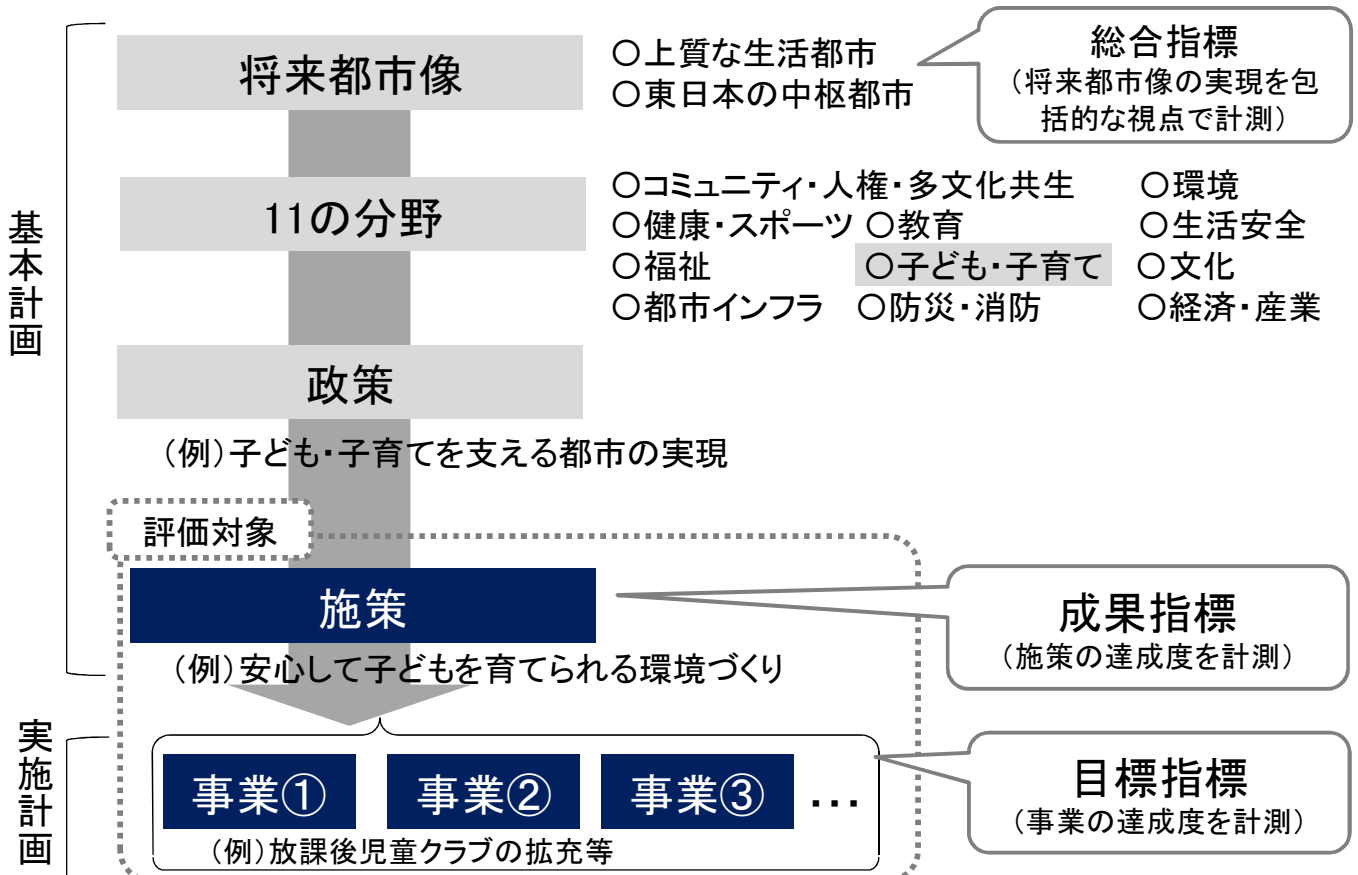 将来都市像
○上質な生活都市
○東日本の中枢都市
総合指標
（将来都市像の実現を包
括的な視点で計測）
基本計画
11の分野
○コミュニティ・人権・多文化共生 ○環境
○健康・スポーツ ○教育 ○生活安全
○福祉 ○子ども・子育て ○文化
○都市インフラ ○防災・消防 ○経済・産業
政策
（例）子ども・子育てを支える都市の実現
評価対象
施策
（例）安心して子どもを育てられる環境づくり
成果指標
（施策の達成度を計測）
実施計画
事業① 事業② 事業③ …
（例）放課後児童クラブの拡充等
目標指標
（事業の達成度を計測）